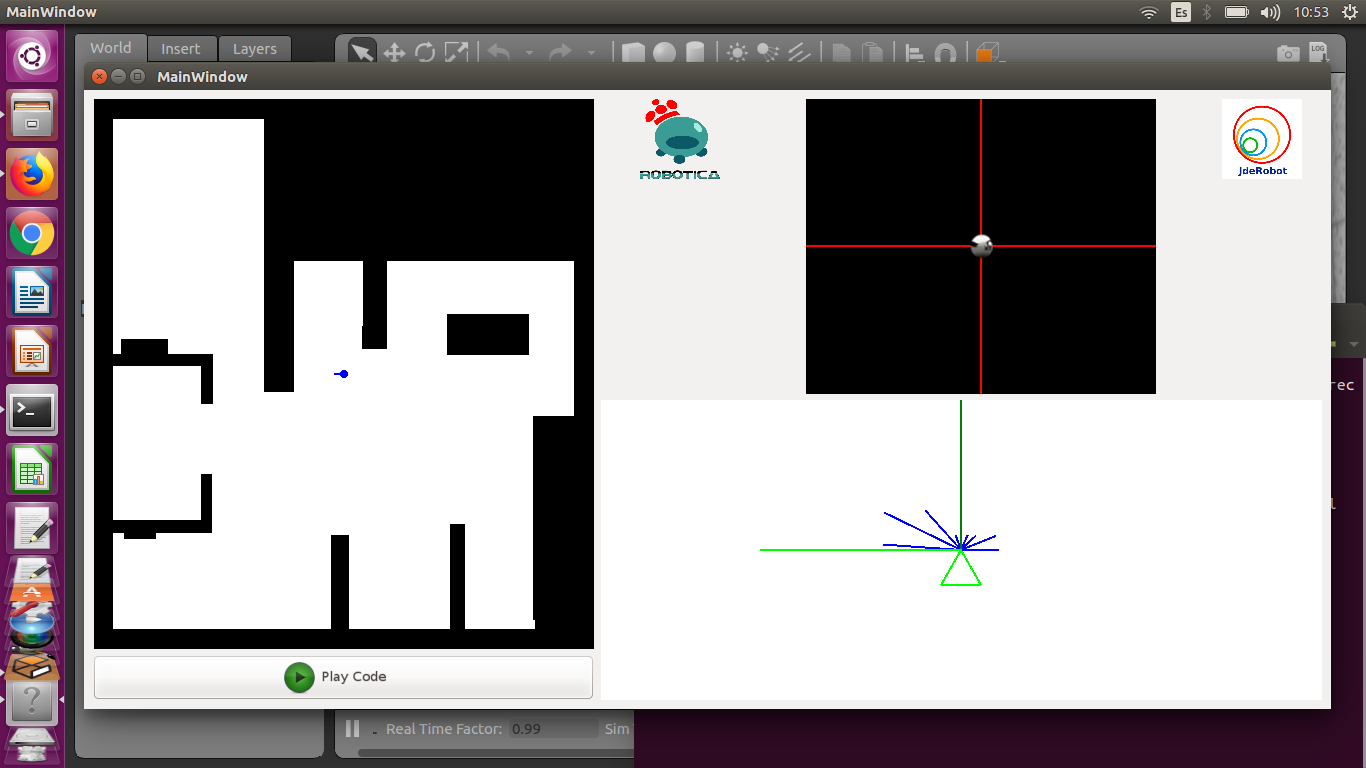 MainWindow
Es
10:53
World
Insert
Layers
LOG
MainWindow
ROBOTICA
JdeRobot
rec
Play Code
Real Time Factor:
0.99
Sim